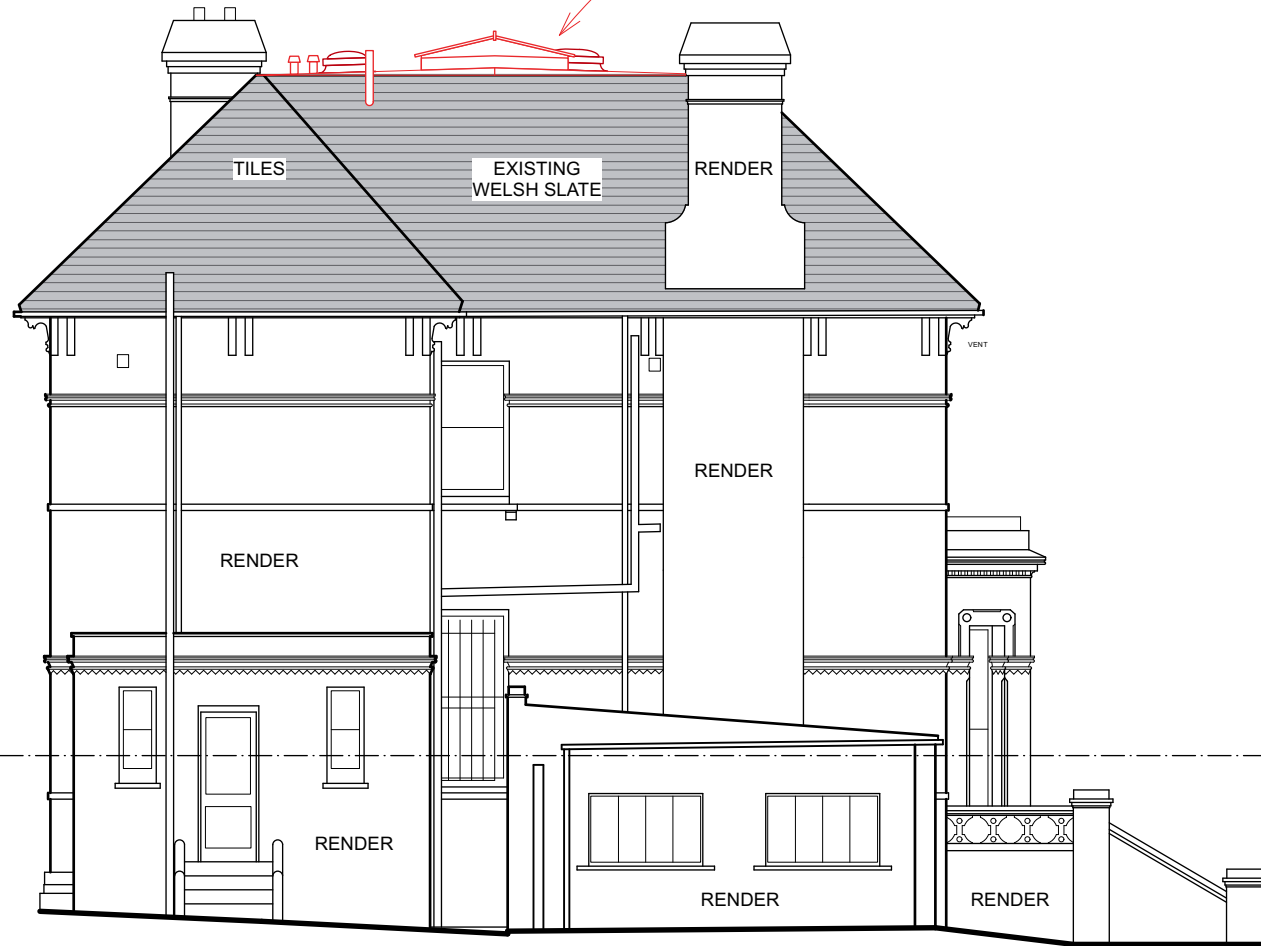 TILES
EXISTING
WELSH SLATE
RENDER
VENT
RENDER
RENDER
RENDER
RENDER
RENDER